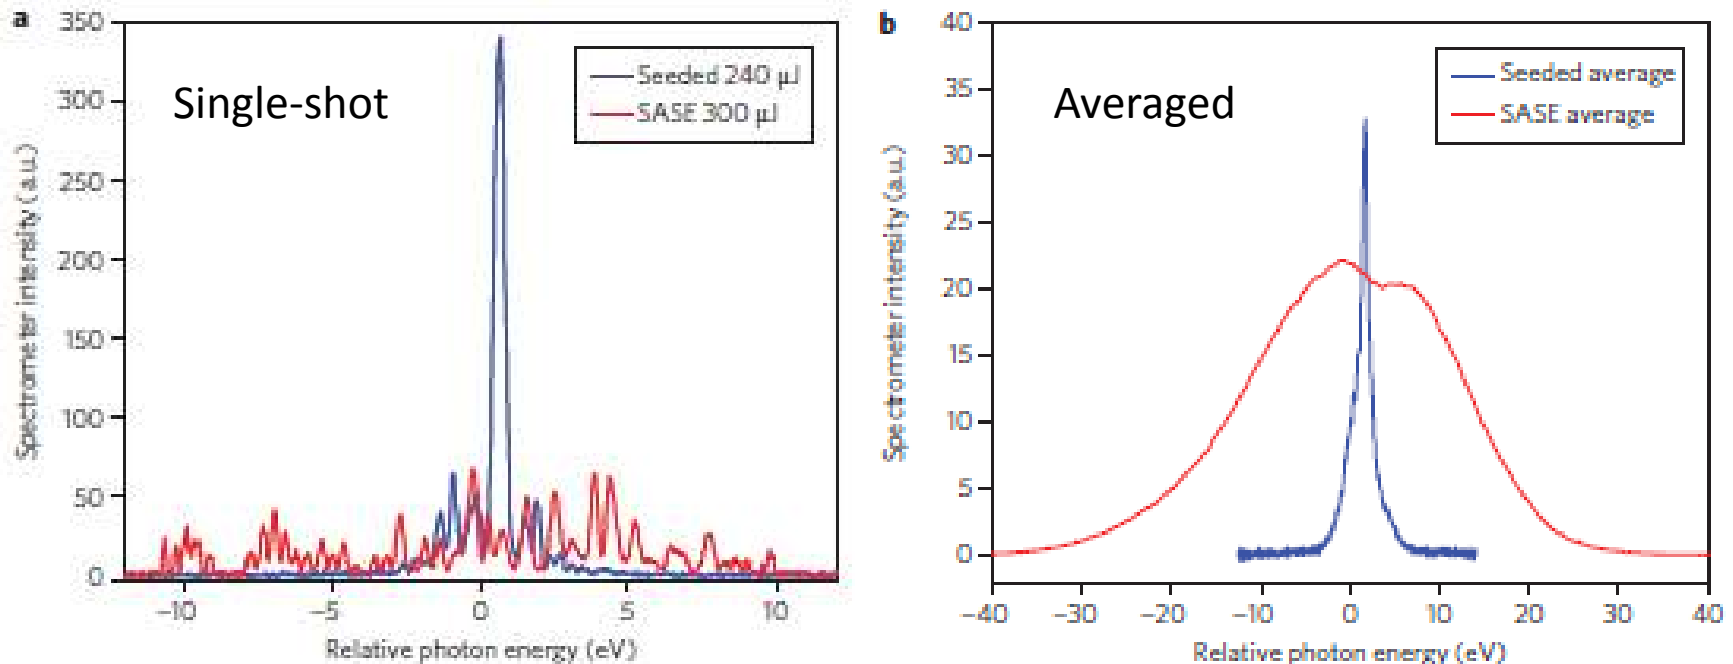 a
350
300
250
200
150
100
50
0
Spectrometer intensity (a.u.)
Single-shot
Seeded 240 µJ
SASE 300 µJ
−10
−5
0
5
10
Relative photon energy (eV)
b
40
35
30
25
20
15
10
5
0
Spectrometer intensity (a.u.)
Averaged
Seeded average
SASE average
−40
−30
−20
−10
0
10
20
30
40
Relative photon energy (eV)